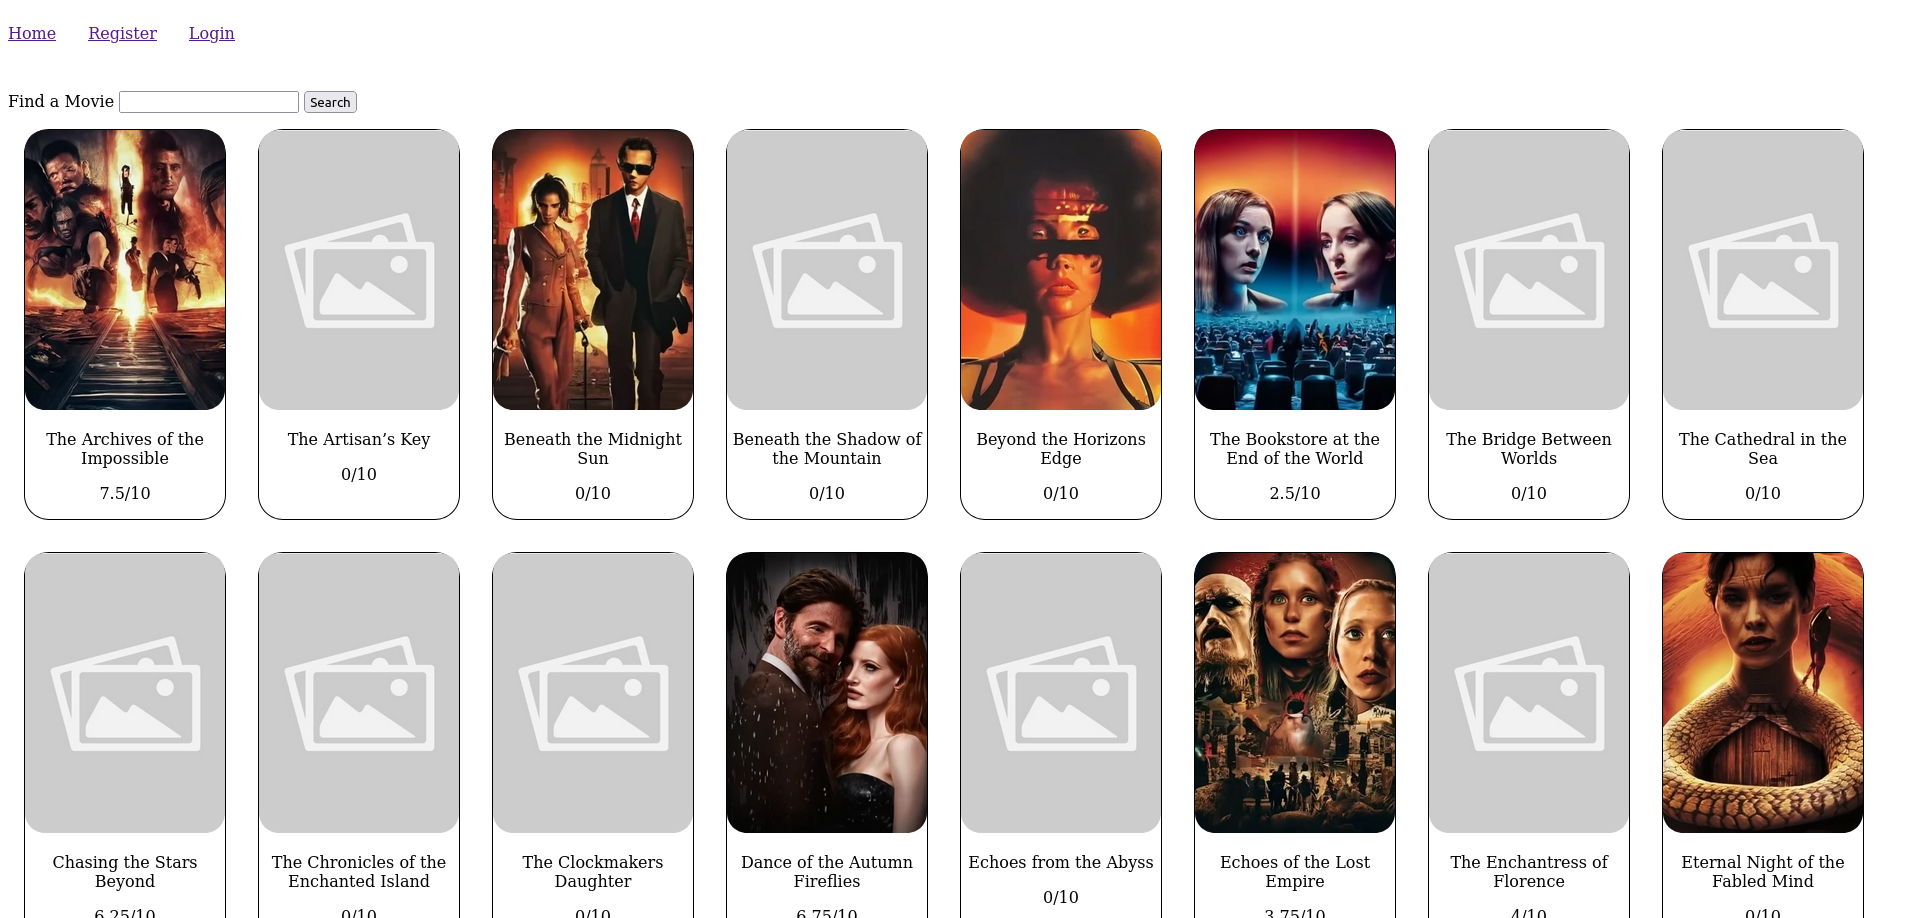 Home Register Login
Find a Movie Search
The Archives of the
Impossible
7.5/10
The Artisan’s Key
0/10
Beneath the Midnight
Sun
0/10
Beneath the Shadow of
the Mountain
0/10
Beyond the Horizons
Edge
0/10
The Bookstore at the
End of the World
2.5/10
The Bridge Between
Worlds
0/10
The Cathedral in the
Sea
0/10
Chasing the Stars
Beyond
6.25/10
The Chronicles of the
Enchanted Island
0/10
The Clockmakers
Daughter
0/10
Dance of the Autumn
Fireflies
6.75/10
Echoes from the Abyss
0/10
Echoes of the Lost
Empire
3.75/10
The Enchantress of
Florence
4/10
Eternal Night of the
Fabled Mind
0/10